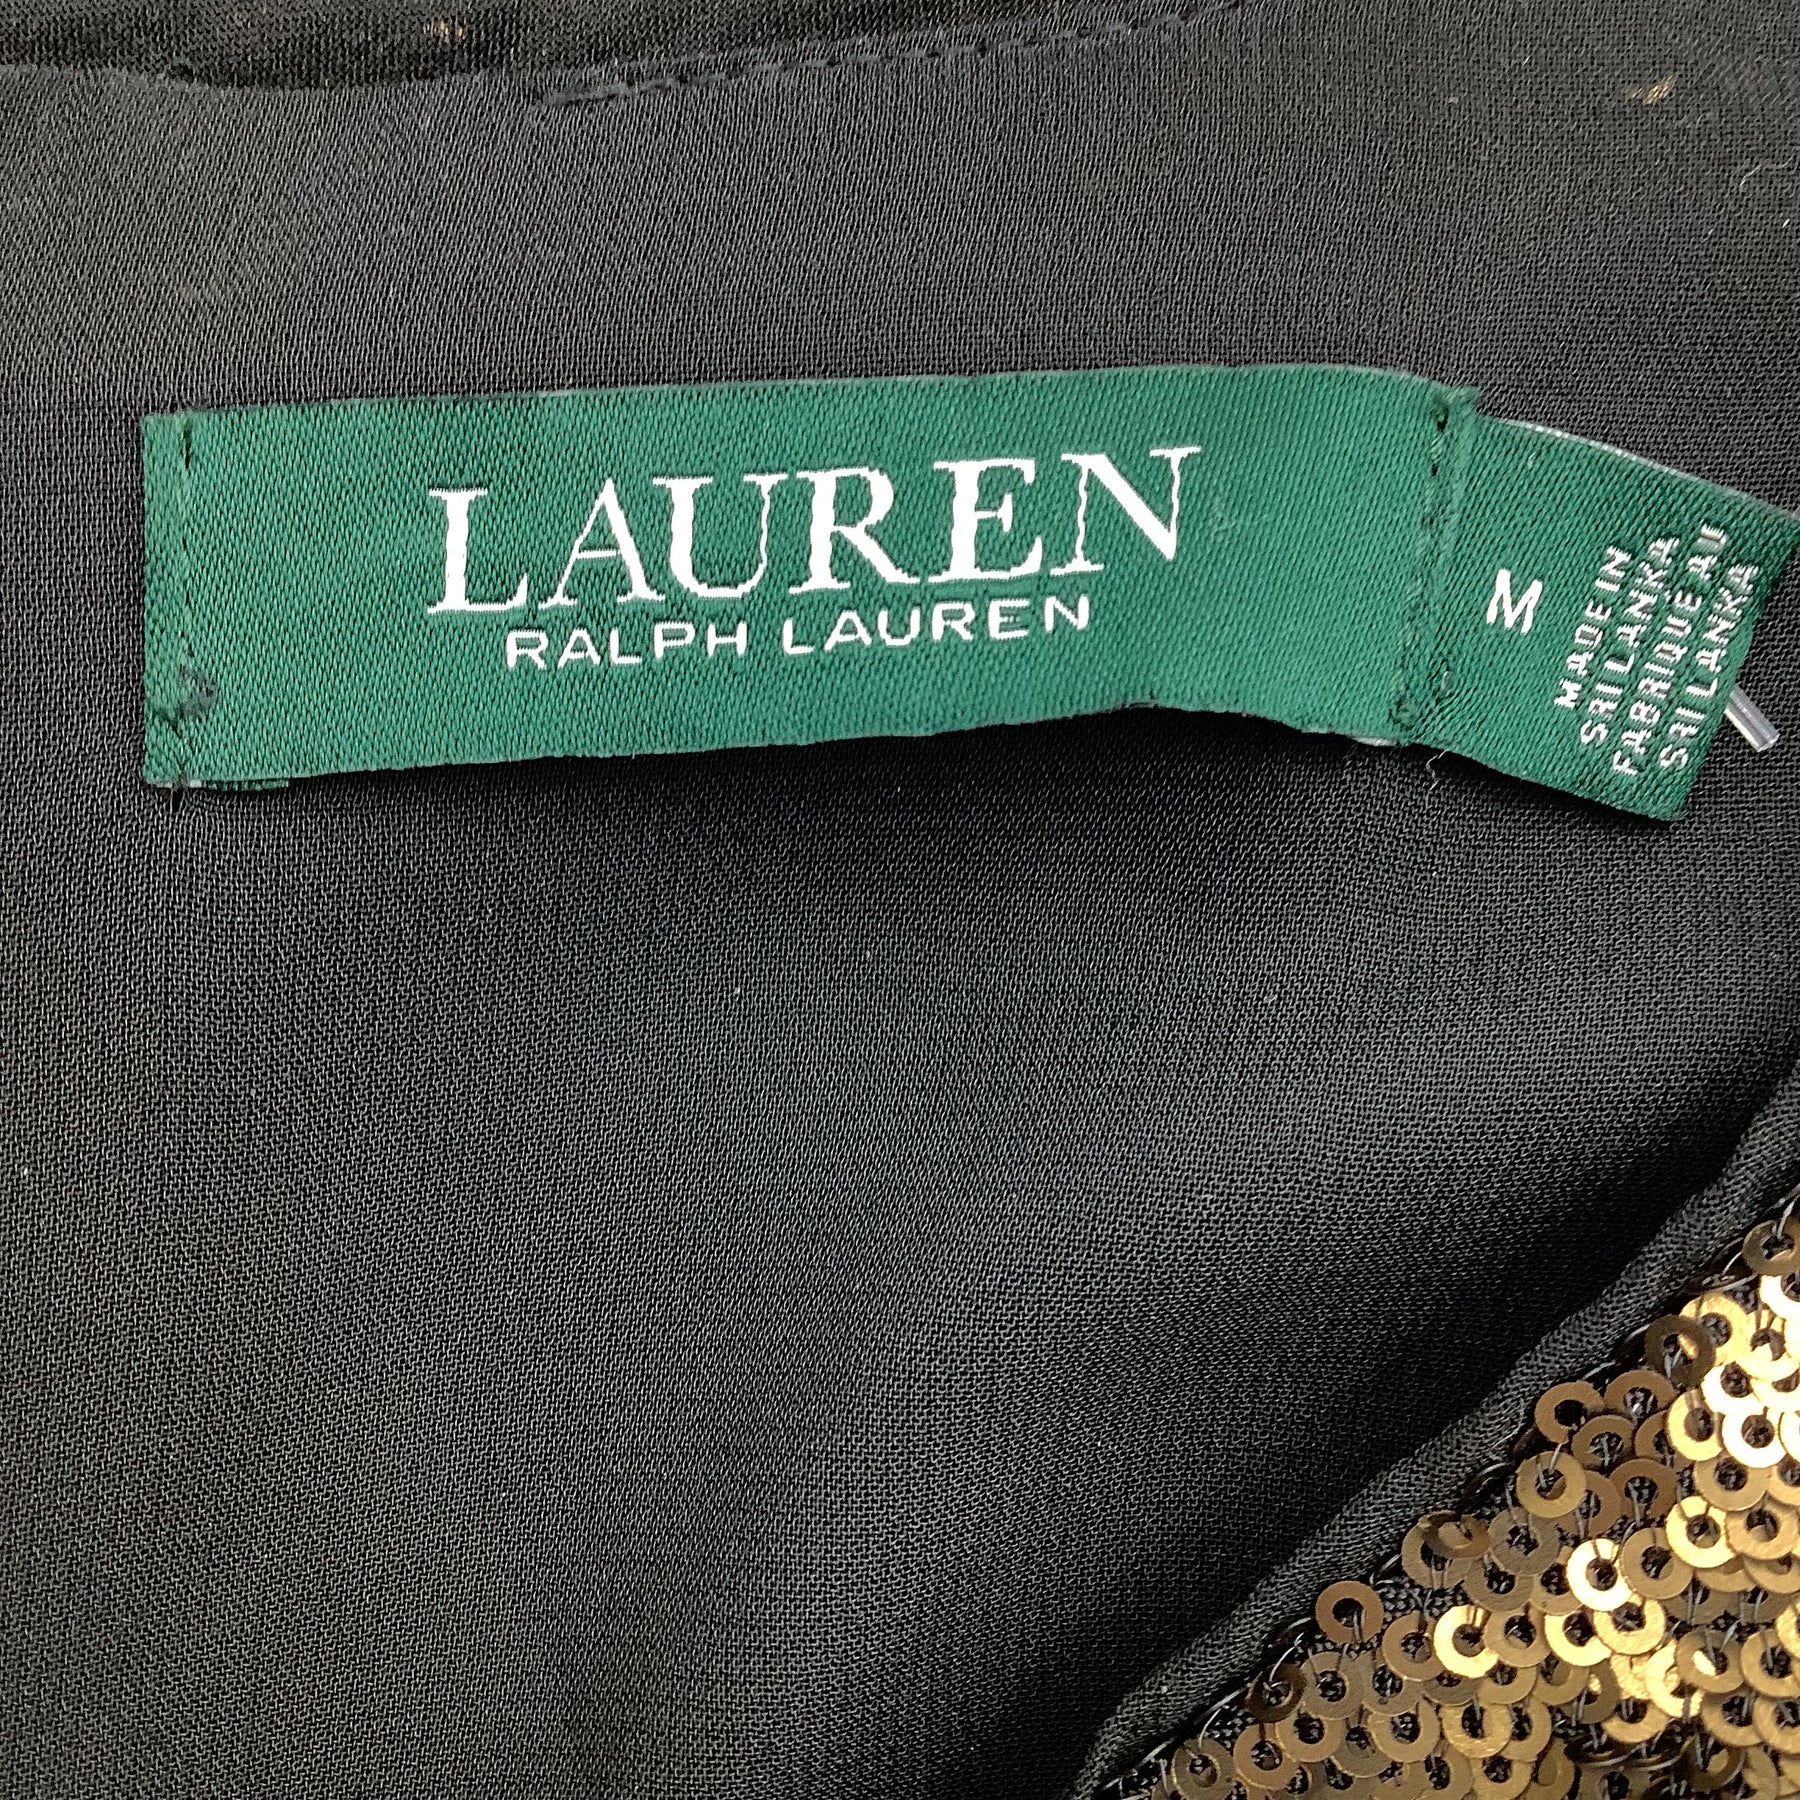 LAUREN
RALPH LAUREN
M
MADE IN
SRI LANKA
FABRIQUÉ AU
SRI LANKA